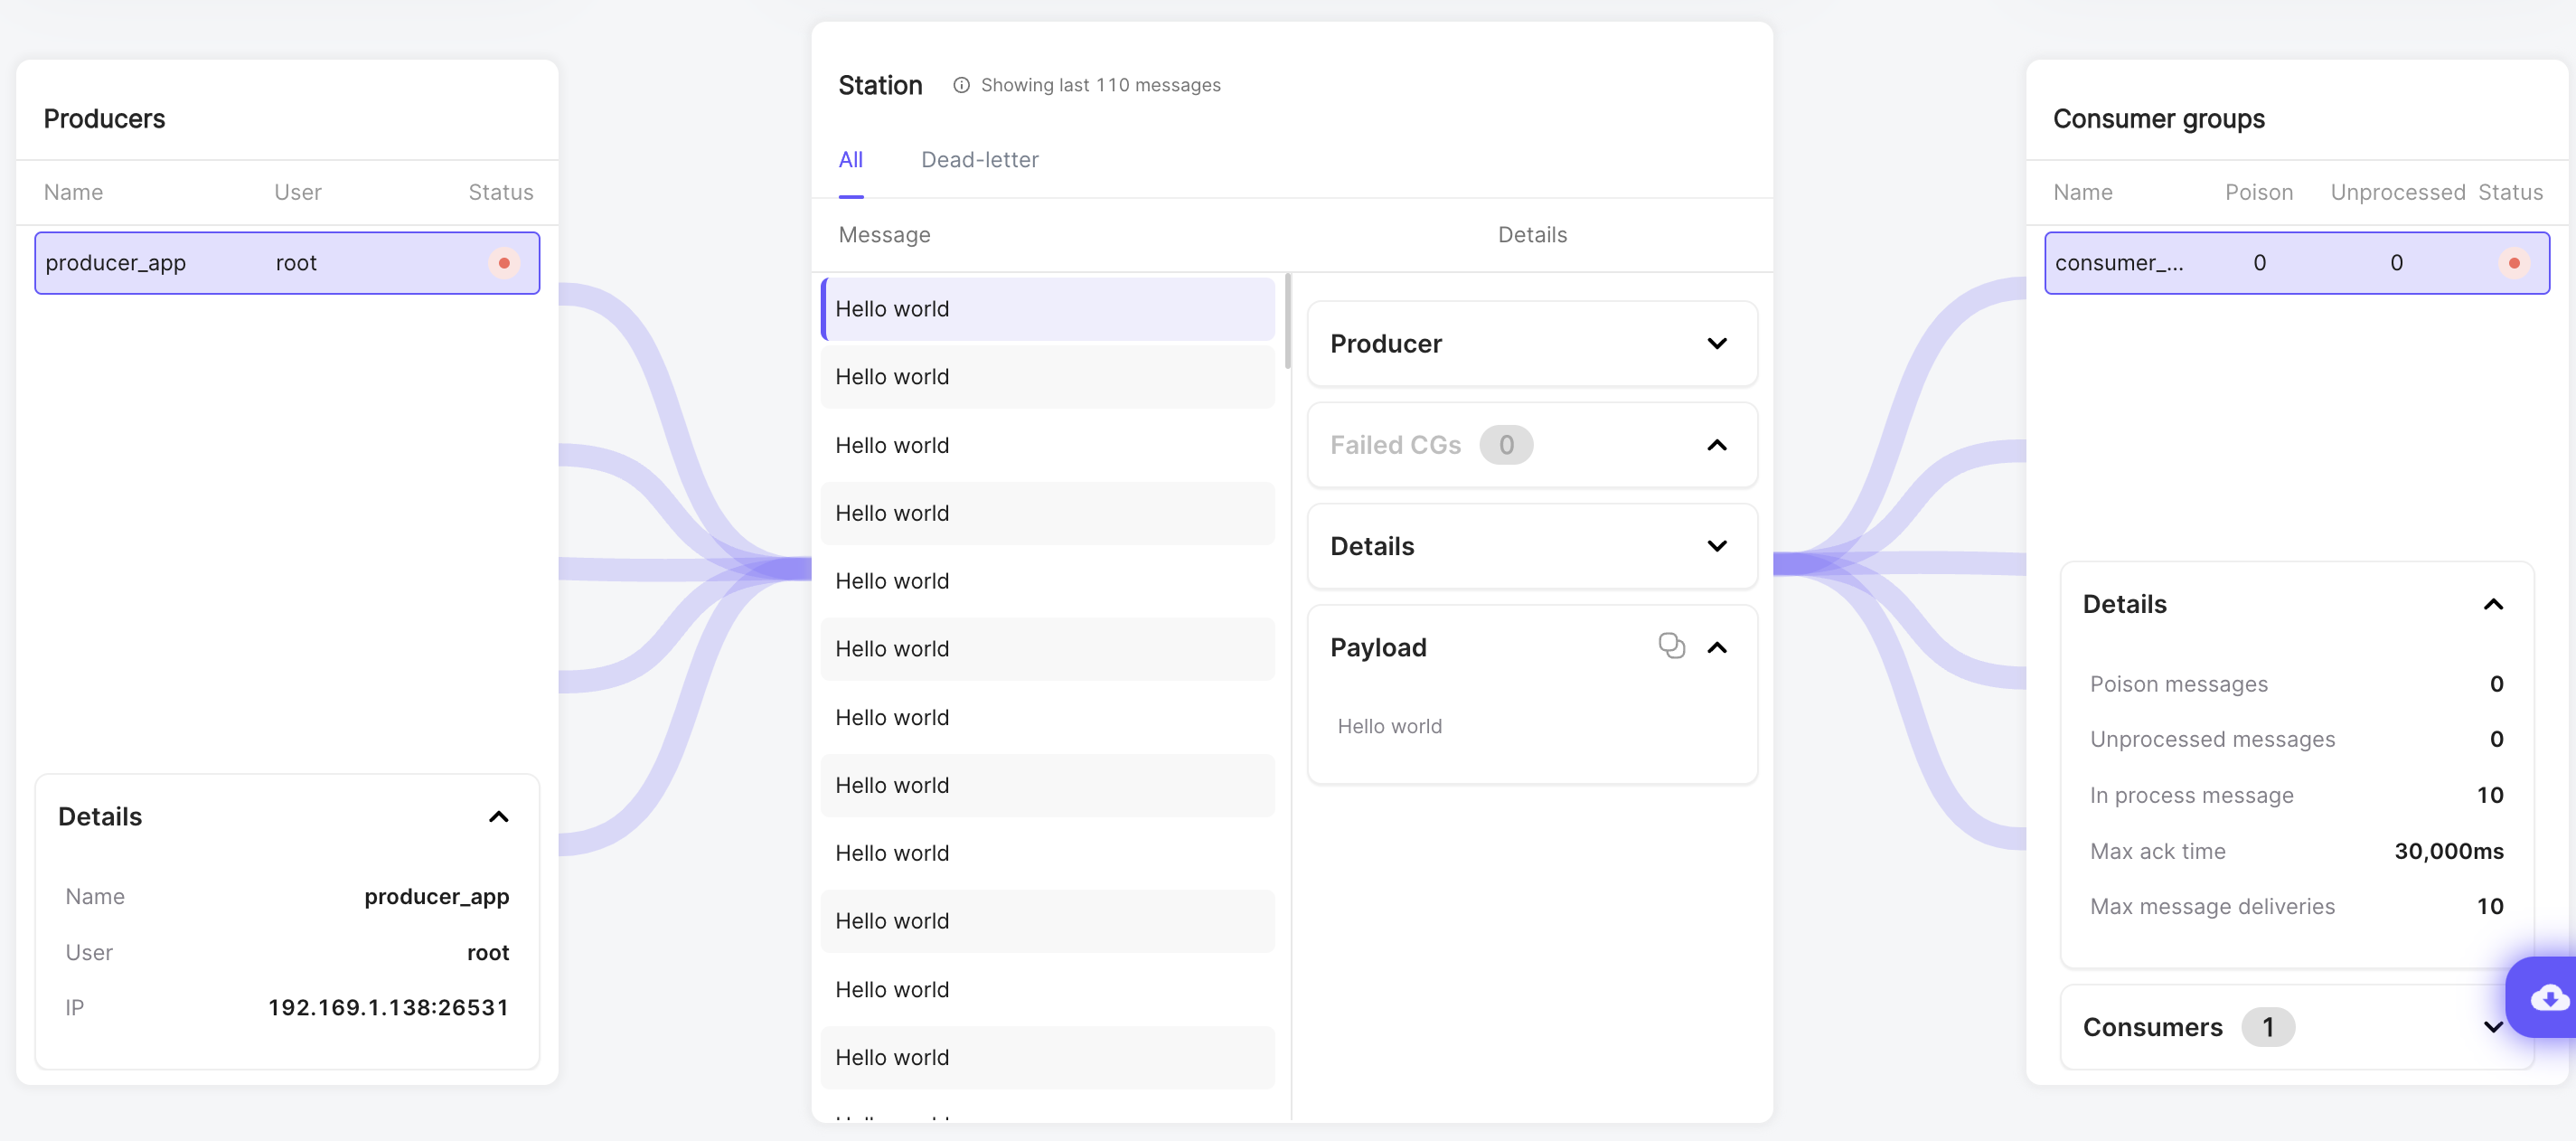 Producers
Name User Status
producer_app root
Details
Name producer_app
User root
IP 192.169.1.138:26531
Station Showing last 110 messages
All Dead-letter
Message Details
Hello world
Hello world
Hello world
Hello world
Hello world
Hello world
Hello world
Hello world
Hello world
Hello world
Hello world
Hello world
Producer
Failed CGs 0
Details
Payload
Hello world
Consumer groups
Name Poison Unprocessed Status
consumer_... 0 0
Details
Poison messages 0
Unprocessed messages 0
In process message 10
Max ack time 30,000ms
Max message deliveries 10
Consumers 1